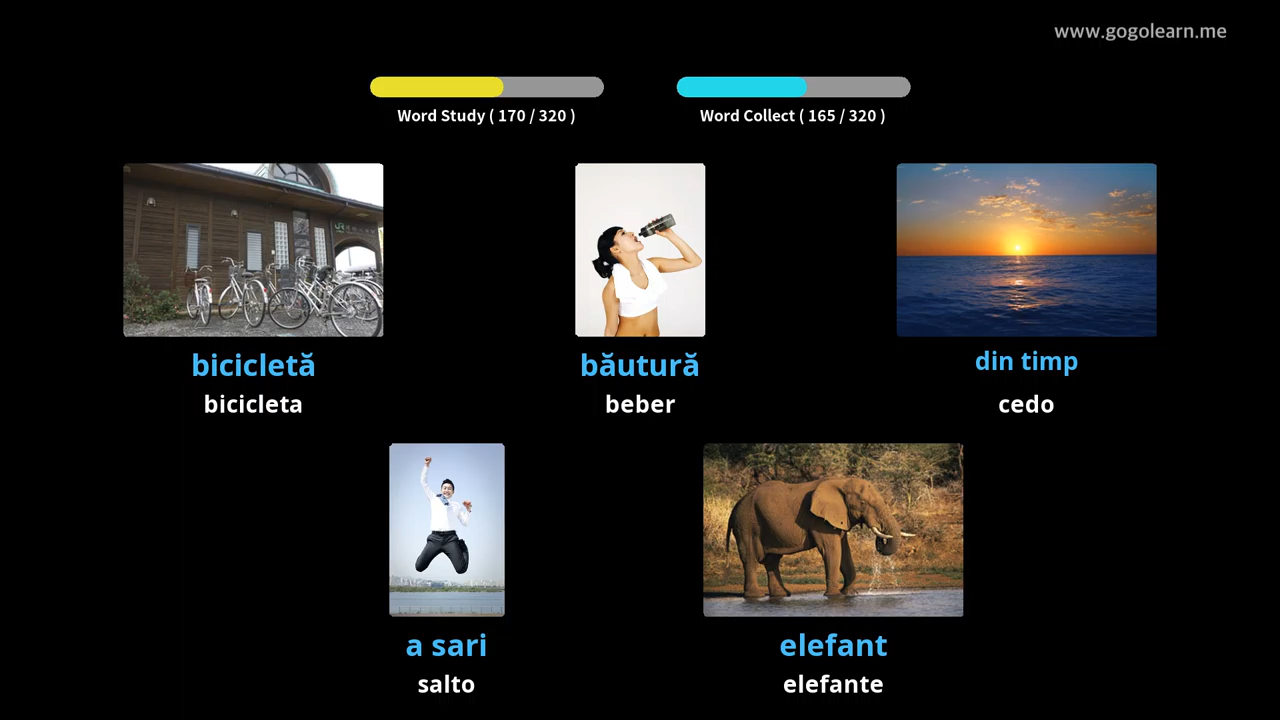 www.gogolearn.me
Word Study ( 170 / 320 )
Word Collect ( 165 / 320 )
bicicletă
bicicleta
băutură
beber
din timp
cedo
a sari
salto
elefant
elefante